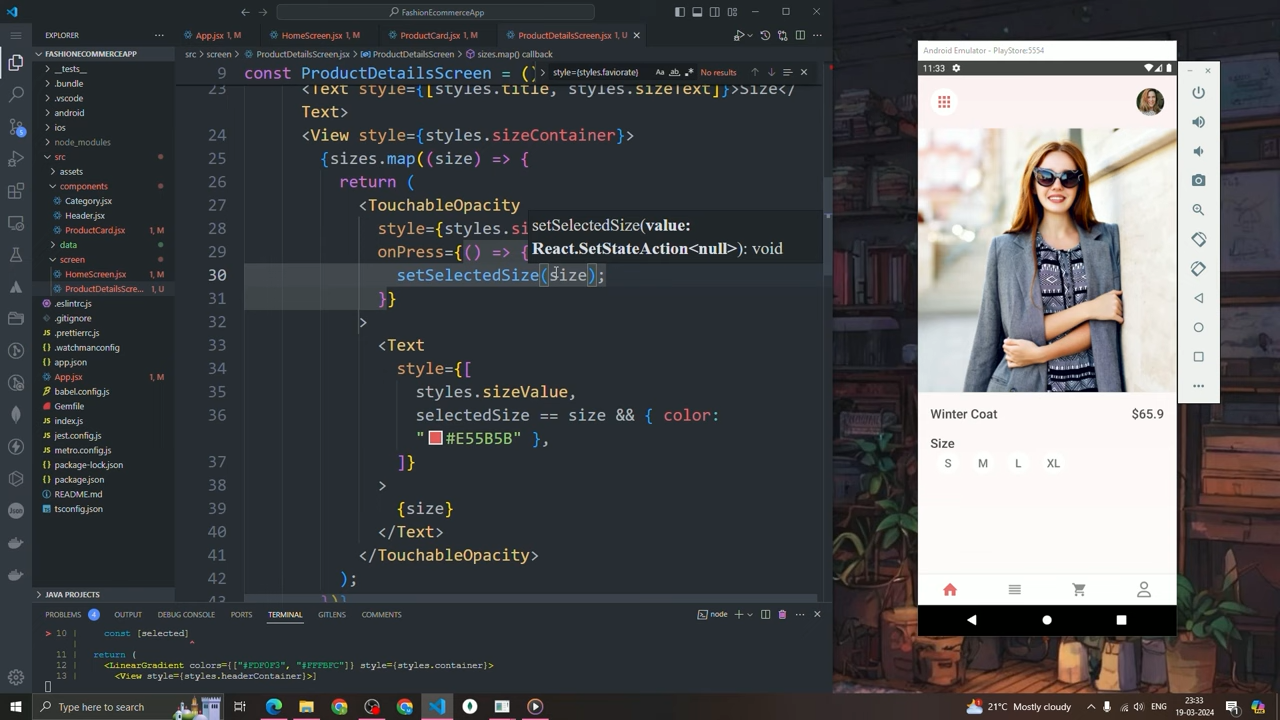 FashionEcommerceApp
EXPLORER
App.jsx 1, M
HomeScreen.jsx 1, M
ProductCard.jsx 1, M
ProductDetailsScreen.jsx 1, U
FASHIONECOMMERCEAPP
src > screen > ProductDetailsScreen.jsx > ProductDetailsScreen > sizes.map() callback
__tests__
.bundle
.vscode
android
ios
node_modules
src
assets
components
Category.jsx
Header.jsx
ProductCard.jsx 1, M
data
screen
HomeScreen.jsx 1, M
ProductDetailsScre... 1, U
.eslintrc.js
.gitignore
.prettierrc.js
.watchmanconfig
app.json
App.jsx 1, M
babel.config.js
Gemfile
index.js
jest.config.js
metro.config.js
package-lock.json
package.json
README.md
tsconfig.json
JAVA PROJECTS
style={styles.faviorate}
Aa ab
No results
9 const ProductDetailsScreen = ()
23 <Text style={[styles.title, styles.sizeText]}>Size</
Text>
24 <View style={styles.sizeContainer}>
25 {sizes.map((size) => {
26 return (
27 <TouchableOpacity
28 style={styles.si
29 onPress={() => {
30 setSelectedSize(size);
31 }}
32 >
33 <Text
34 style={[
35 styles.sizeValue,
36 selectedSize == size && { color:
"#E55B5B" },
37 ]}
38 >
39 {size}
40 </Text>
41 </TouchableOpacity>
42 );
43 })}
setSelectedSize(value:
React.SetStateAction<null>): void
PROBLEMS 4
OUTPUT
DEBUG CONSOLE
PORTS
TERMINAL
GITLENS
COMMENTS
node
> 10 | const [selected]
| ^
11 | return (
12 | <LinearGradient colors={["#FDF0F3", "#FFFBFC"]} style={styles.container}>
13 | <View style={styles.headerContainer}>]
Android Emulator - PlayStore:5554
11:33
Winter Coat
$65.9
Size
S M L XL
Type here to search
21°C Mostly cloudy
ENG
23:33
19-03-2024